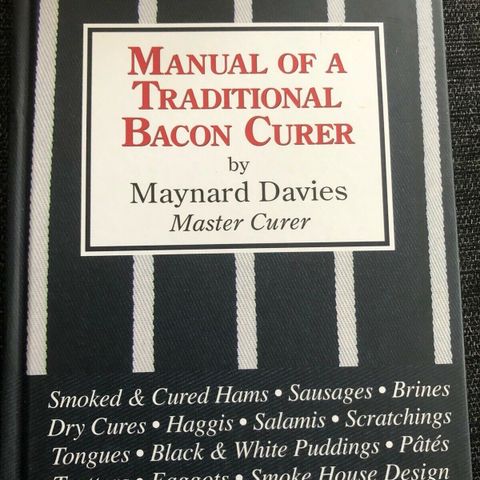 MANUAL OF A
TRADITIONAL
BACON CURER
by
Maynard Davies
Master Curer
Smoked & Cured Hams • Sausages • Brines
Dry Cures • Haggis • Salamis • Scratchings
Tongues • Black & White Puddings • Pâtés
Trotters • Faggots • Smoke House Design